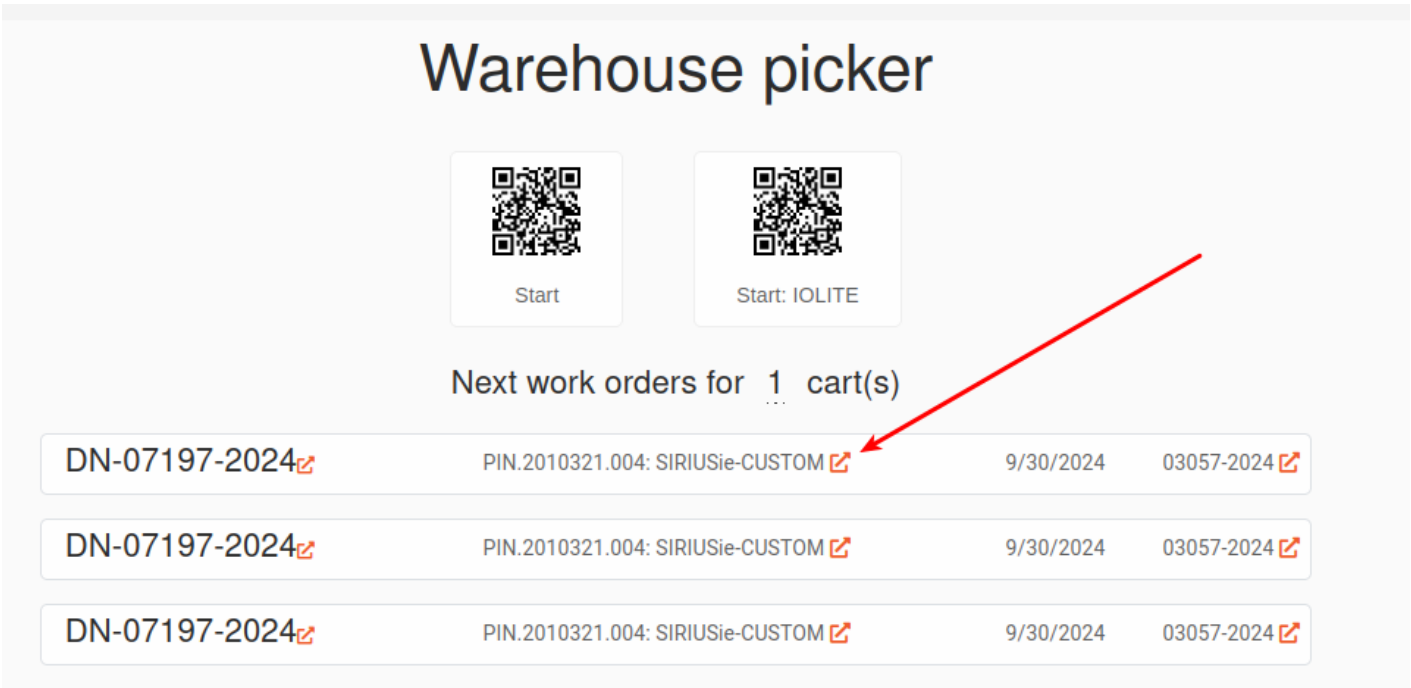 Warehouse picker
Start
Start: IOLITE
Next work orders for 1 cart(s)
DN-07197-2024 PIN.2010321.004: SIRIUSie-CUSTOM 9/30/2024 03057-2024
DN-07197-2024 PIN.2010321.004: SIRIUSie-CUSTOM 9/30/2024 03057-2024
DN-07197-2024 PIN.2010321.004: SIRIUSie-CUSTOM 9/30/2024 03057-2024